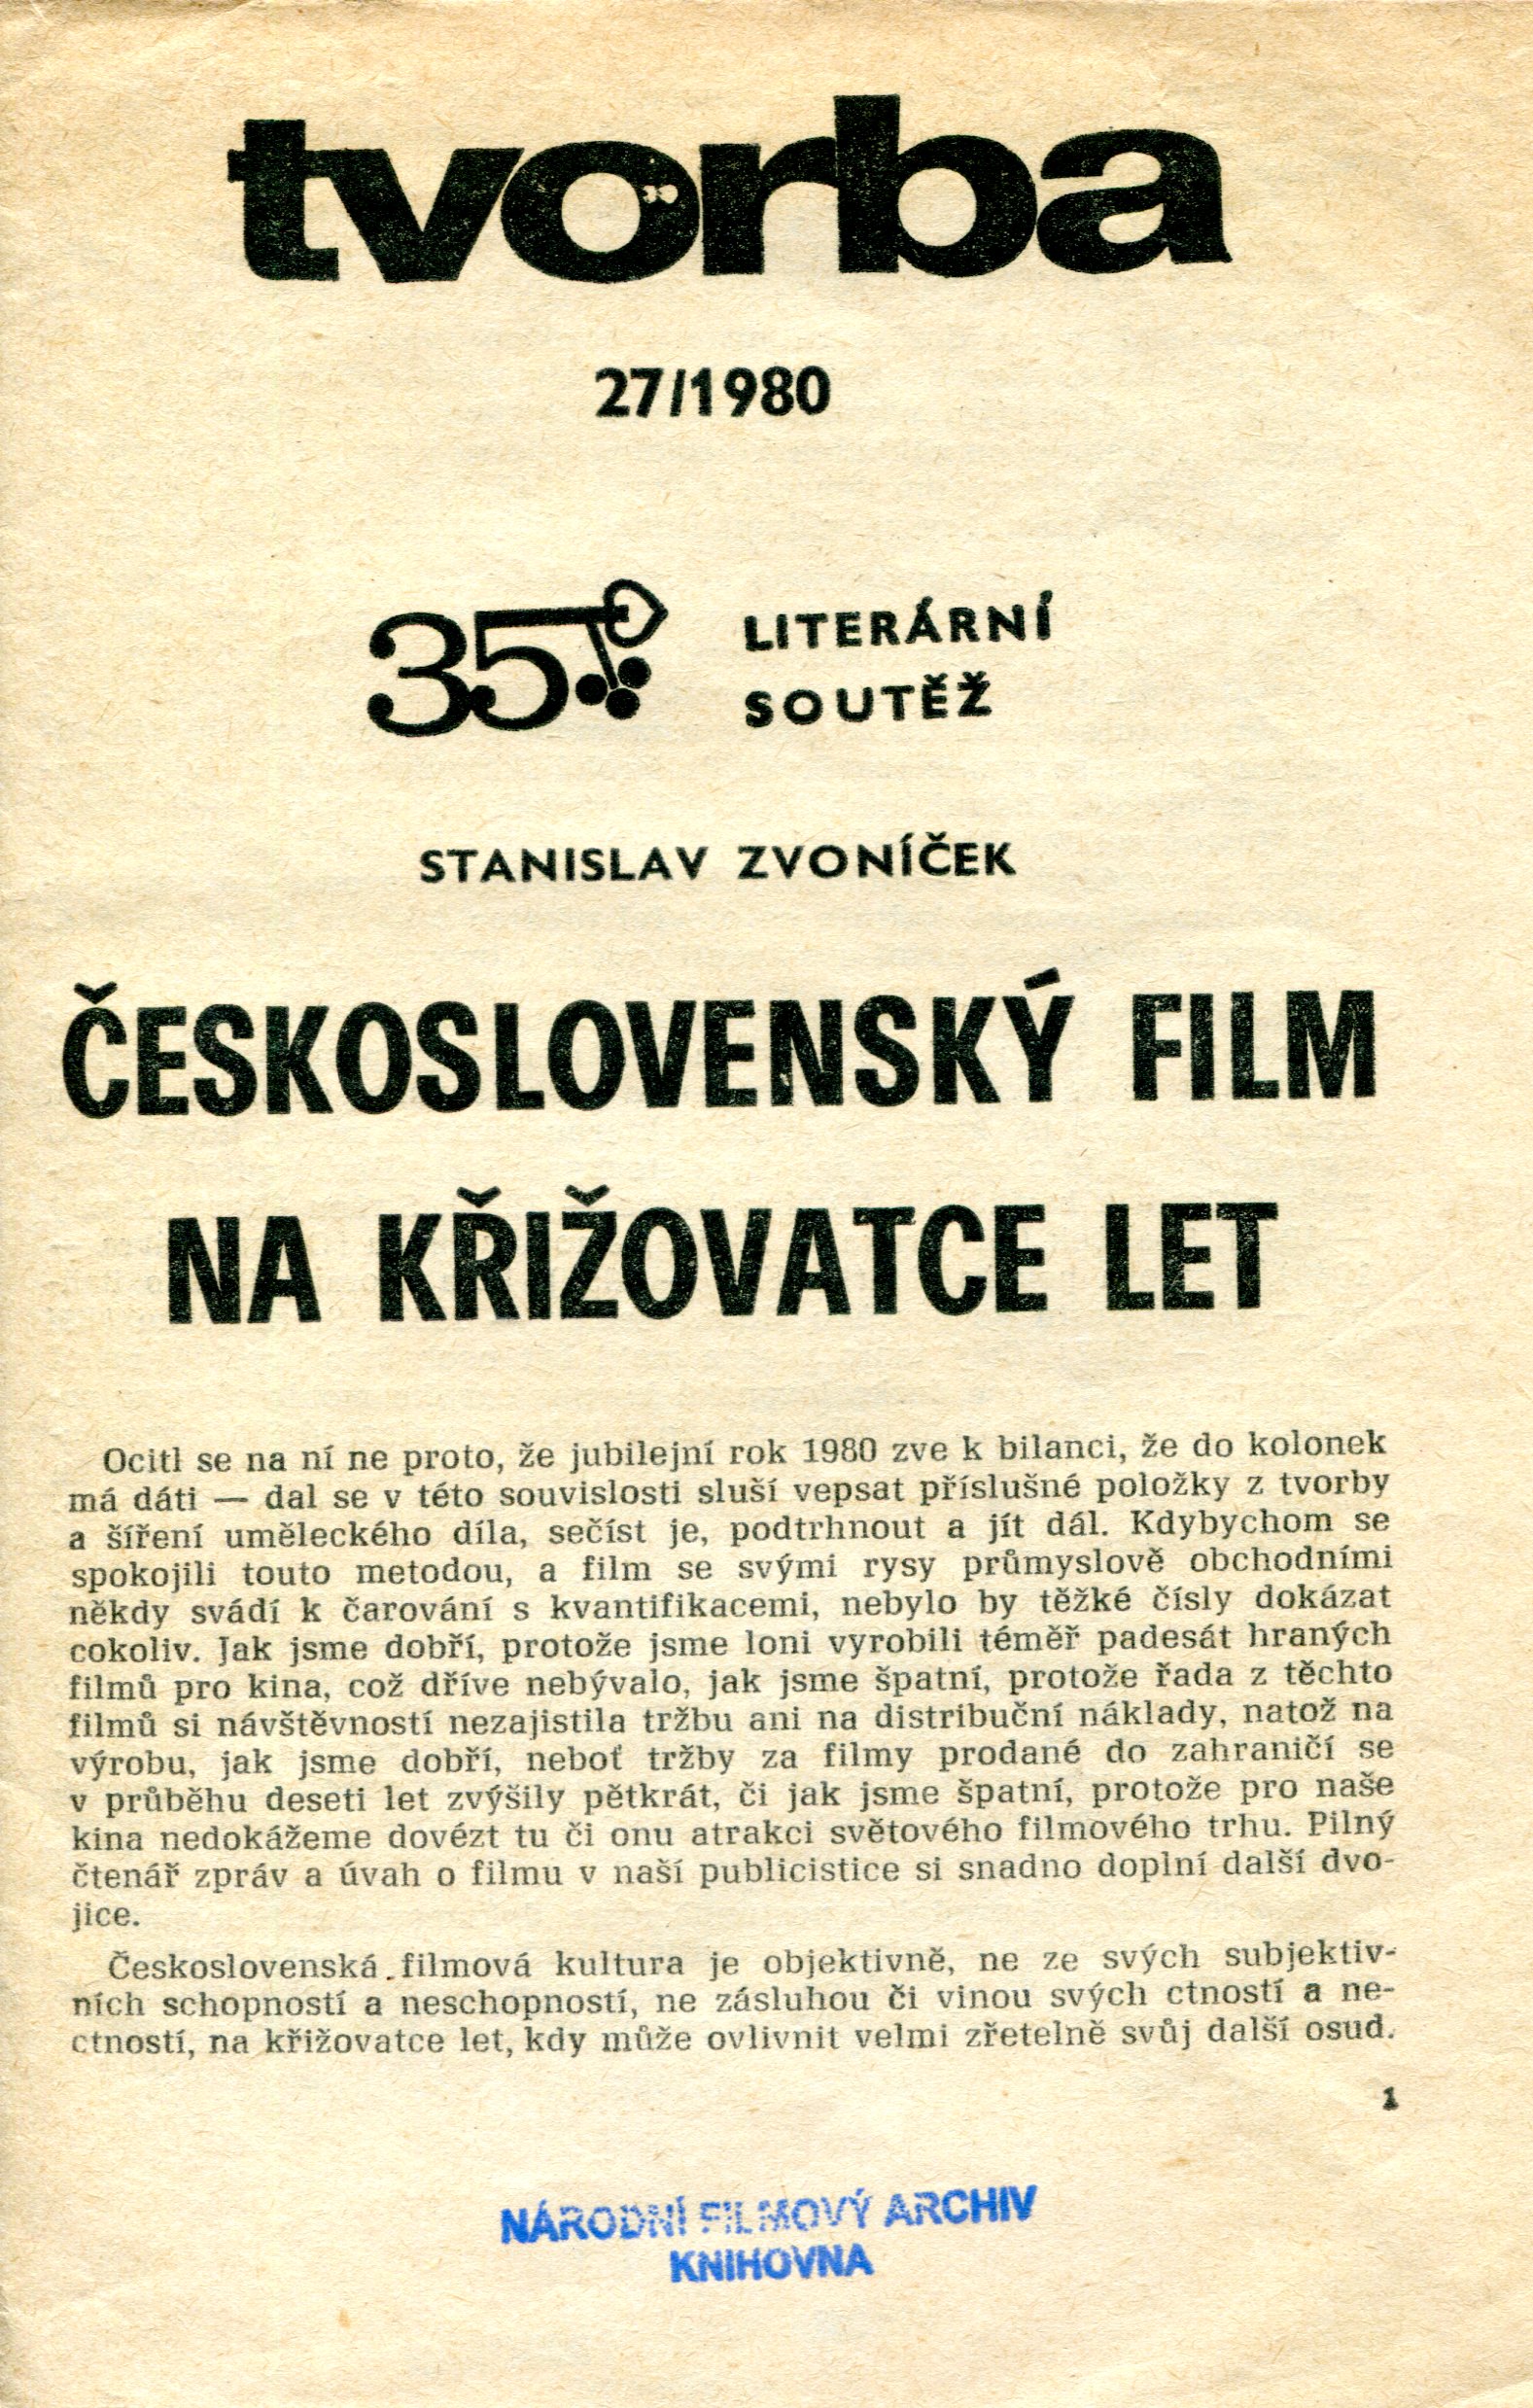 tvorba
27/1980
35
LITERÁRNÍ
SOUTĚŽ
STANISLAV ZVONÍČEK
ČESKOSLOVENSKÝ FILM
NA KŘIŽOVATCE LET
Ocitl se na ní ne proto, že jubilejní rok 1980 zve k bilanci, že do kolonek
má dáti — dal se v této souvislosti sluší vepsat příslušné položky z tvorby
a šíření uměleckého díla, sečíst je, podtrhnout a jít dál. Kdybychom se
spokojili touto metodou, a film se svými rysy průmyslově obchodními
někdy svádí k čarování s kvantifikacemi, nebylo by těžké čísly dokázat
cokoliv. Jak jsme dobří, protože jsme loni vyrobili téměř padesát hraných
filmů pro kina, což dříve nebývalo, jak jsme špatní, protože řada z těchto
filmů si návštěvností nezajistila tržbu ani na distribuční náklady, natož na
výrobu, jak jsme dobří, neboť tržby za filmy prodané do zahraničí se
v průběhu deseti let zvýšily pětkrát, či jak jsme špatní, protože pro naše
kina nedokážeme dovézt tu či onu atrakci světového filmového trhu. Pilný
čtenář zpráv a úvah o filmu v naší publicistice si snadno doplní další dvo-
jice.
Československá filmová kultura je objektivně, ne ze svých subjektiv-
ních schopností a neschopností, ne zásluhou či vinou svých ctností a ne-
ctností, na křižovatce let, kdy může ovlivnit velmi zřetelně svůj další osud.
1
NÁRODNÍ FILMOVÝ ARCHIV
KNIHOVNA